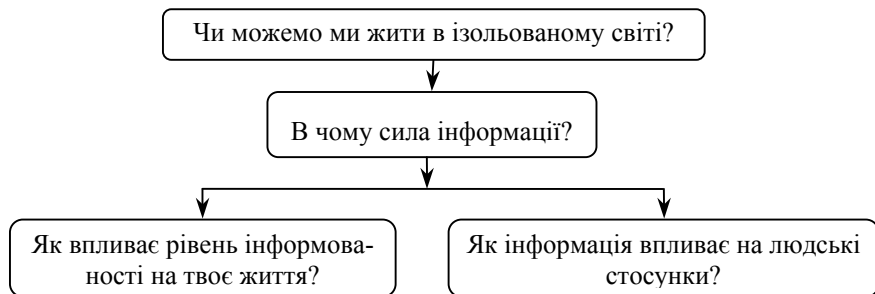 Чи можемо ми жити в ізольованому світі?
В чому сила інформації?
Як впливає рівень інформова-
ності на твоє життя?
Як інформація впливає на людські
стосунки?